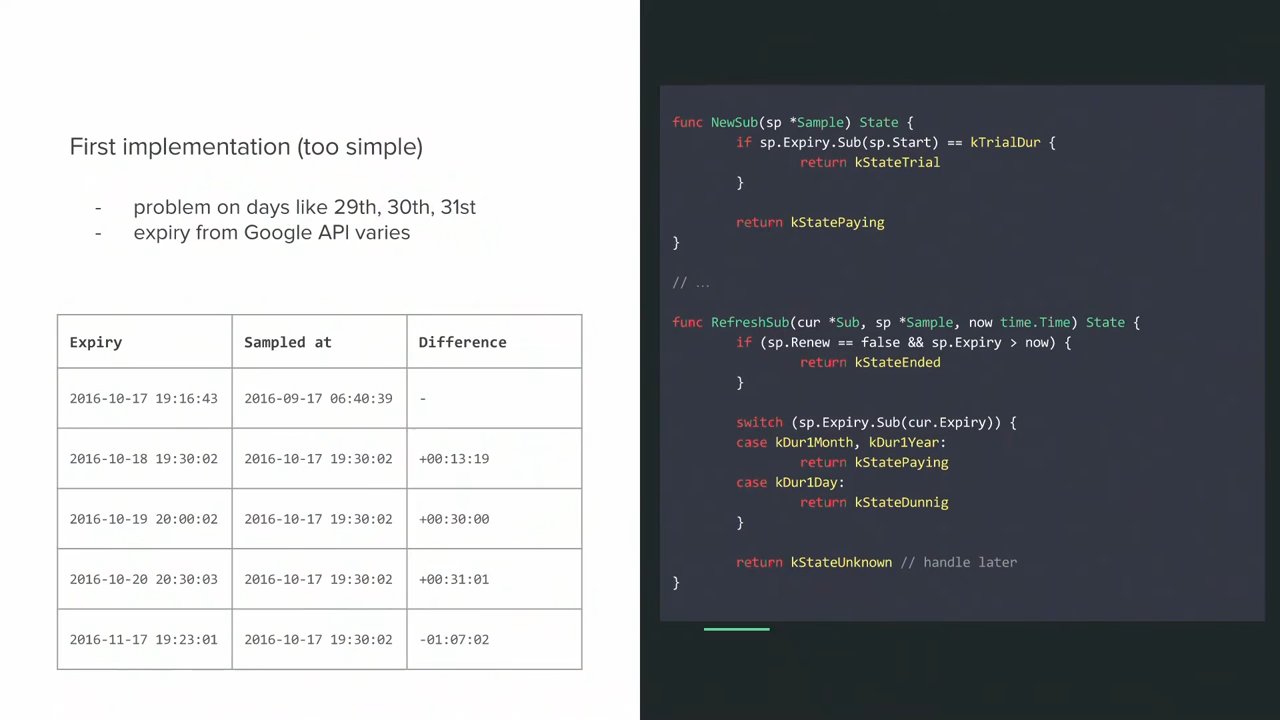 First implementation (too simple)
- problem on days like 29th, 30th, 31st
- expiry from Google API varies
Expiry Sampled at Difference
2016-10-17 19:16:43 2016-09-17 06:40:39 -
2016-10-18 19:30:02 2016-10-17 19:30:02 +00:13:19
2016-10-19 20:00:02 2016-10-17 19:30:02 +00:30:00
2016-10-20 20:30:03 2016-10-17 19:30:02 +00:31:01
2016-11-17 19:23:01 2016-10-17 19:30:02 -01:07:02
func NewSub(sp *Sample) State {
if sp.Expiry.Sub(sp.Start) == kTrialDur {
return kStateTrial
}
return kStatePaying
}
// ...
func RefreshSub(cur *Sub, sp *Sample, now time.Time) State {
if (sp.Renew == false && sp.Expiry > now) {
return kStateEnded
}
switch (sp.Expiry.Sub(cur.Expiry)) {
case kDur1Month, kDur1Year:
return kStatePaying
case kDur1Day:
return kStateDunnig
}
return kStateUnknown // handle later
}